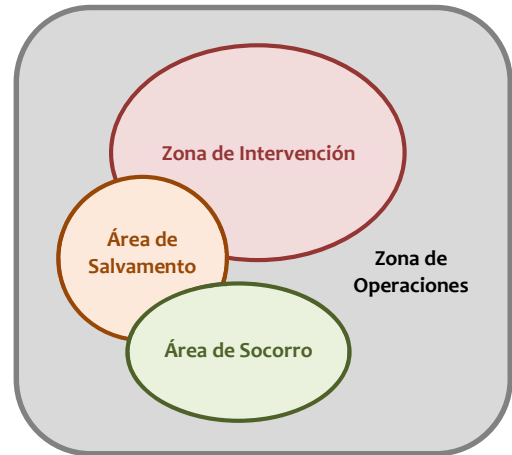 Zona de Intervención
Área de
Salvamento
Zona de
Operaciones
Área de Socorro